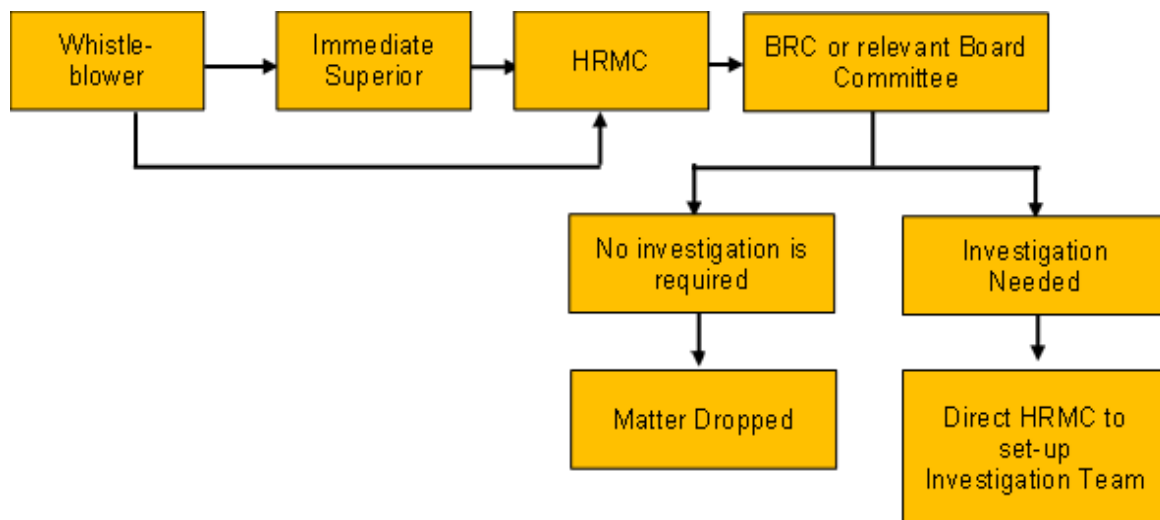 Whistle-
blower
Immediate
Superior
HRMC
BRC or relevant Board
Committee
No investigation is
required
Investigation
Needed
Matter Dropped
Direct HRMC to
set-up
Investigation Team